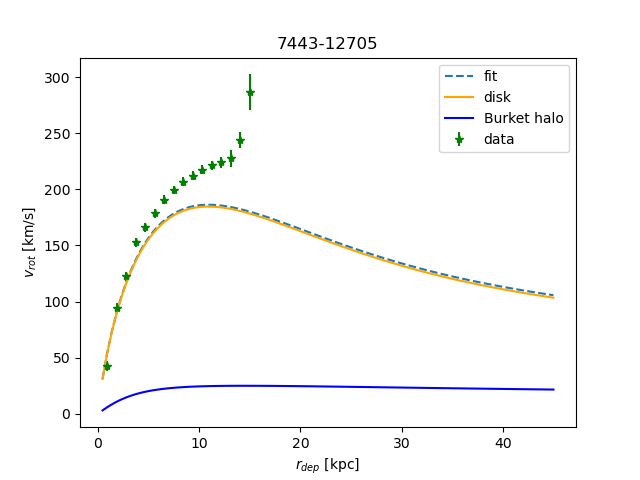 7443-12705
fit
disk
Burket halo
data
300
250
200
150
100
50
0
v_rot [km/s]
0 10 20 30 40
r_dep [kpc]